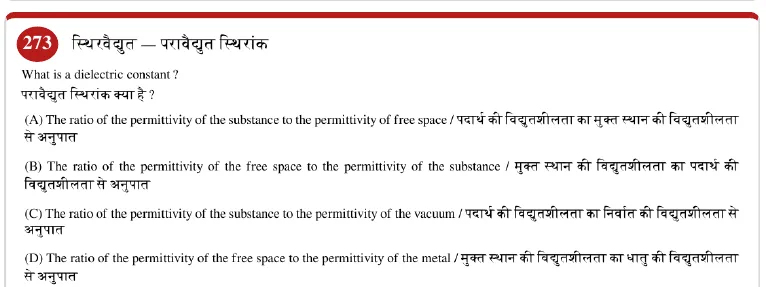 273 स्थिरवैद्युत — परावैद्युत स्थिरांक
What is a dielectric constant ?
परावैद्युत स्थिरांक क्या है ?
(A) The ratio of the permittivity of the substance to the permittivity of free space / पदार्थ की विद्युतशीलता का मुक्त स्थान की विद्युतशीलता
से अनुपात
(B) The ratio of the permittivity of the free space to the permittivity of the substance / मुक्त स्थान की विद्युतशीलता का पदार्थ की
विद्युतशीलता से अनुपात
(C) The ratio of the permittivity of the substance to the permittivity of the vacuum / पदार्थ की विद्युतशीलता का निर्वात की विद्युतशीलता से
अनुपात
(D) The ratio of the permittivity of the free space to the permittivity of the metal / मुक्त स्थान की विद्युतशीलता का धातु की विद्युतशीलता
से अनुपात